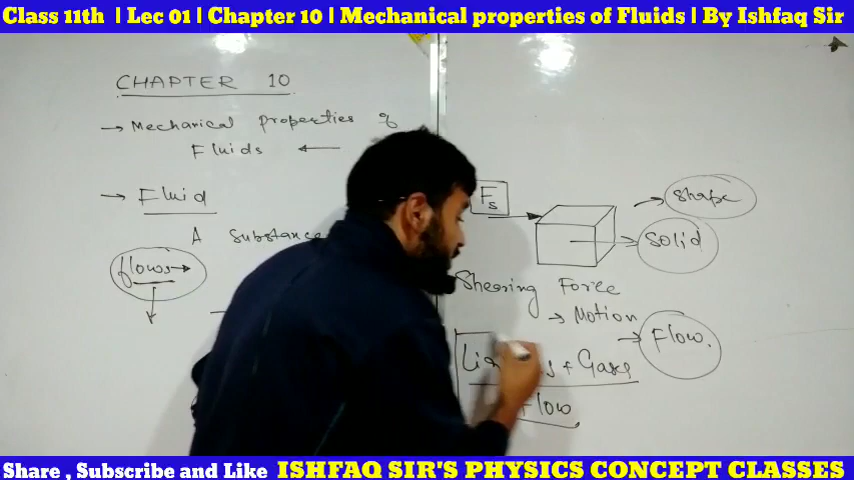 Class 11th | Lec 01 | Chapter 10 | Mechanical properties of Fluids | By Ishfaq Sir
CHAPTER 10
→ Mechanical properties of
Fluids ←
→ Fluid
A Substance
flows →
Fs
→ shape
solid
Sheering Force
→ Motion
→ Flow.
+ Gases
Flow
Share , Subscribe and Like ISHFAQ SIR'S PHYSICS CONCEPT CLASSES